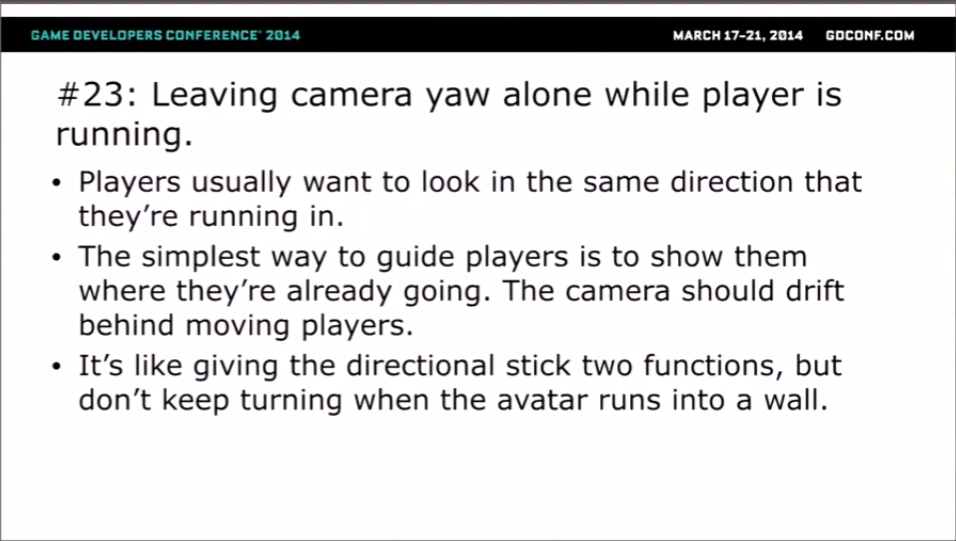 GAME DEVELOPERS CONFERENCE® 2014
MARCH 17-21, 2014 GDCONF.COM
#23: Leaving camera yaw alone while player is
running.
• Players usually want to look in the same direction that
they’re running in.
• The simplest way to guide players is to show them
where they’re already going. The camera should drift
behind moving players.
• It’s like giving the directional stick two functions, but
don’t keep turning when the avatar runs into a wall.